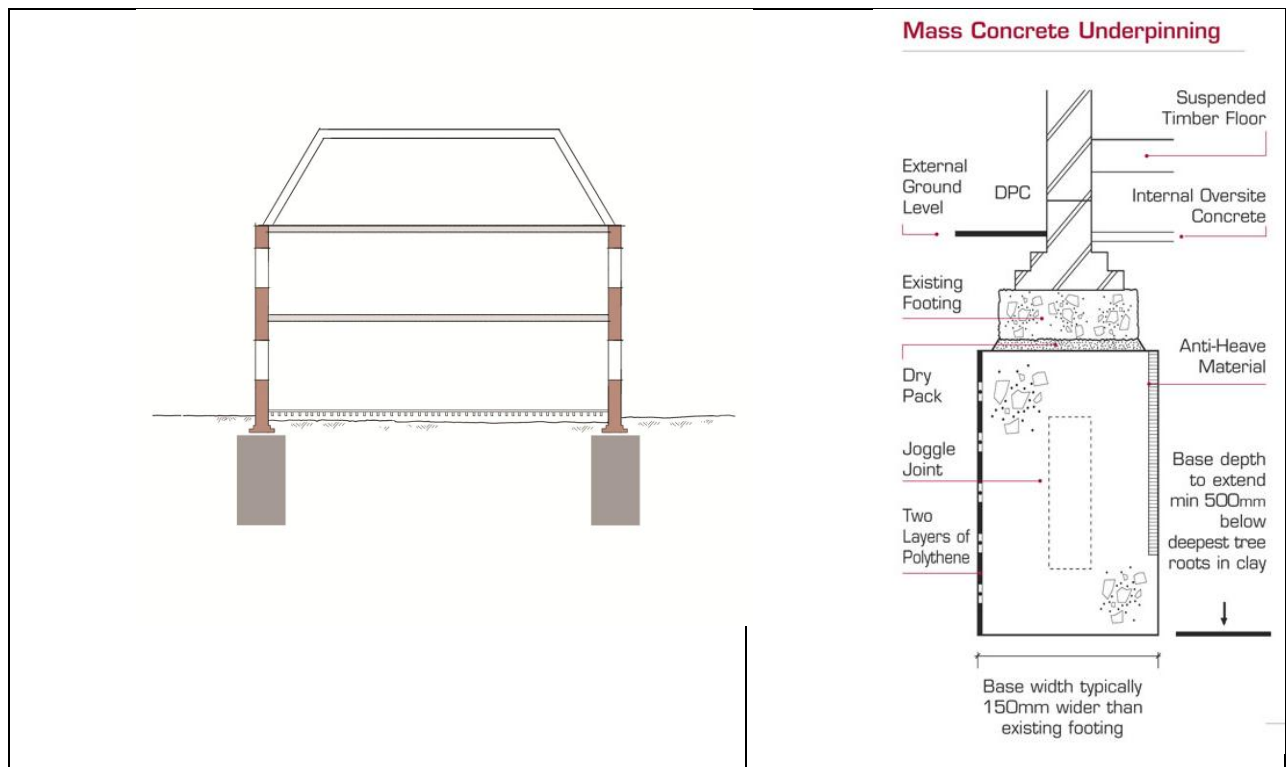 Mass Concrete Underpinning
Suspended
Timber Floor
External
Ground
Level
DPC
Internal Oversite
Concrete
Existing
Footing
Dry
Pack
Anti-Heave
Material
Joggle
Joint
Two
Layers of
Polythene
Base depth
to extend
min 500mm
below
deepest tree
roots in clay
Base width typically
150mm wider than
existing footing